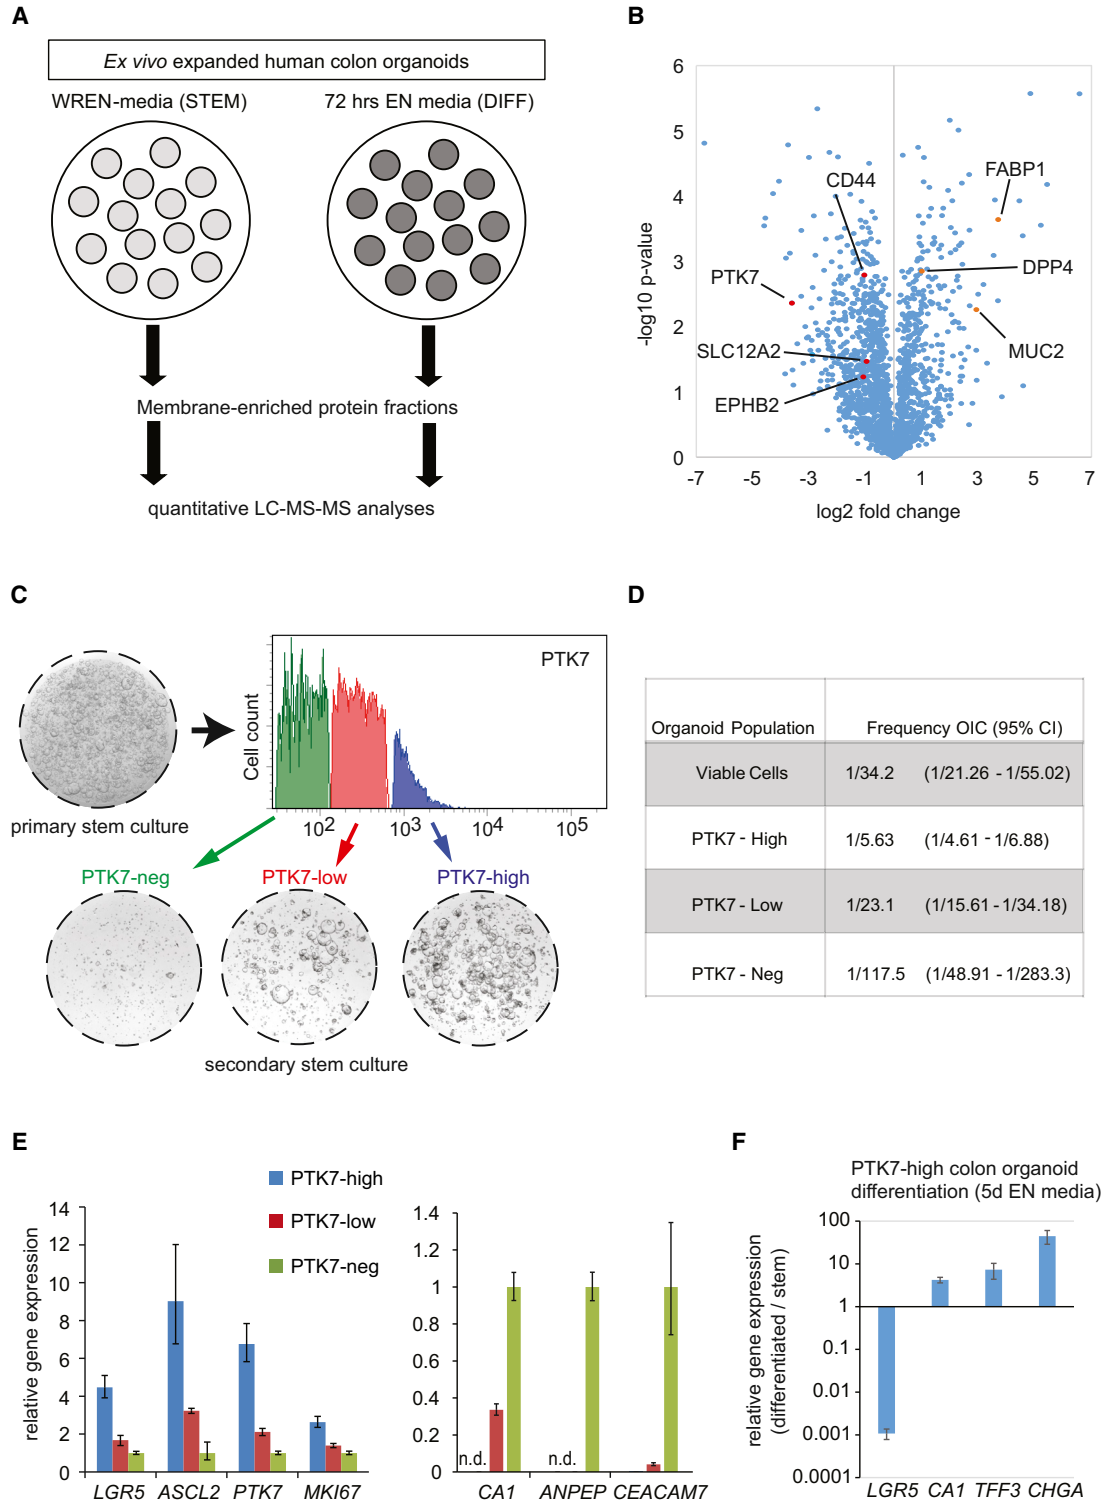 A
Ex vivo expanded human colon organoids
WREN-media (STEM)
72 hrs EN media (DIFF)
Membrane-enriched protein fractions
quantitative LC-MS-MS analyses
B
6
5
4
3
2
1
0
-log10 p-value
CD44
FABP1
PTK7
DPP4
SLC12A2
MUC2
EPHB2
-7 -5 -3 -1 1 3 5 7
log2 fold change
C
primary stem culture
Cell count
PTK7
10²
10³
10⁴
10⁵
PTK7-neg
PTK7-low
PTK7-high
secondary stem culture
D
Organoid Population Frequency OIC (95% CI)
Viable Cells 1/34.2 (1/21.26 - 1/55.02)
PTK7 - High 1/5.63 (1/4.61 - 1/6.88)
PTK7 - Low 1/23.1 (1/15.61 - 1/34.18)
PTK7 - Neg 1/117.5 (1/48.91 - 1/283.3)
E
PTK7-high
PTK7-low
PTK7-neg
relative gene expression
14
12
10
8
6
4
2
0
LGR5 ASCL2 PTK7 MKI67
1.4
1.2
1
0.8
0.6
0.4
0.2
0
n.d.
n.d.
CA1 ANPEP CEACAM7
F
PTK7-high colon organoid
differentiation (5d EN media)
relative gene expression
(differentiated / stem)
100
10
1
0.1
0.01
0.001
0.0001
LGR5 CA1 TFF3 CHGA